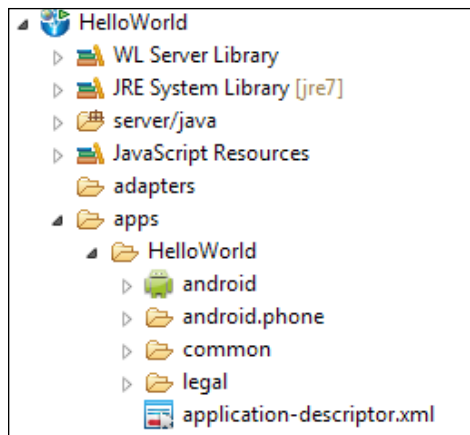 HelloWorld
WL Server Library
JRE System Library [jre7]
server/java
JavaScript Resources
adapters
apps
HelloWorld
android
android.phone
common
legal
application-descriptor.xml